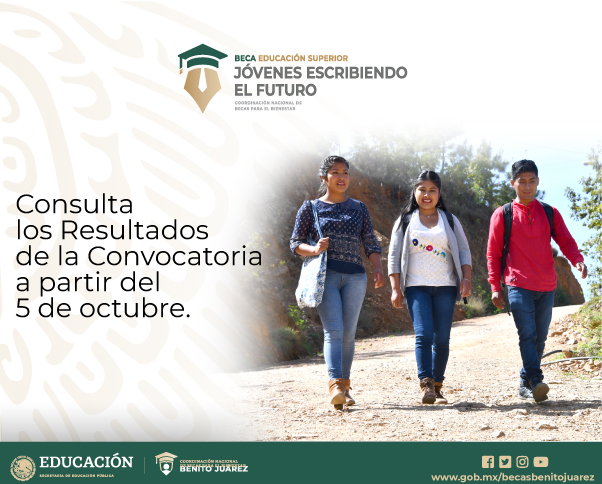 BECA EDUCACIÓN SUPERIOR
JÓVENES ESCRIBIENDO
EL FUTURO
COORDINACIÓN NACIONAL DE
BECAS PARA EL BIENESTAR
Consulta
los Resultados
de la Convocatoria
a partir del
5 de octubre.
EDUCACIÓN
SECRETARÍA DE EDUCACIÓN PÚBLICA
COORDINACIÓN NACIONAL
BENITO JUÁREZ
www.gob.mx/becasbenitojuarez